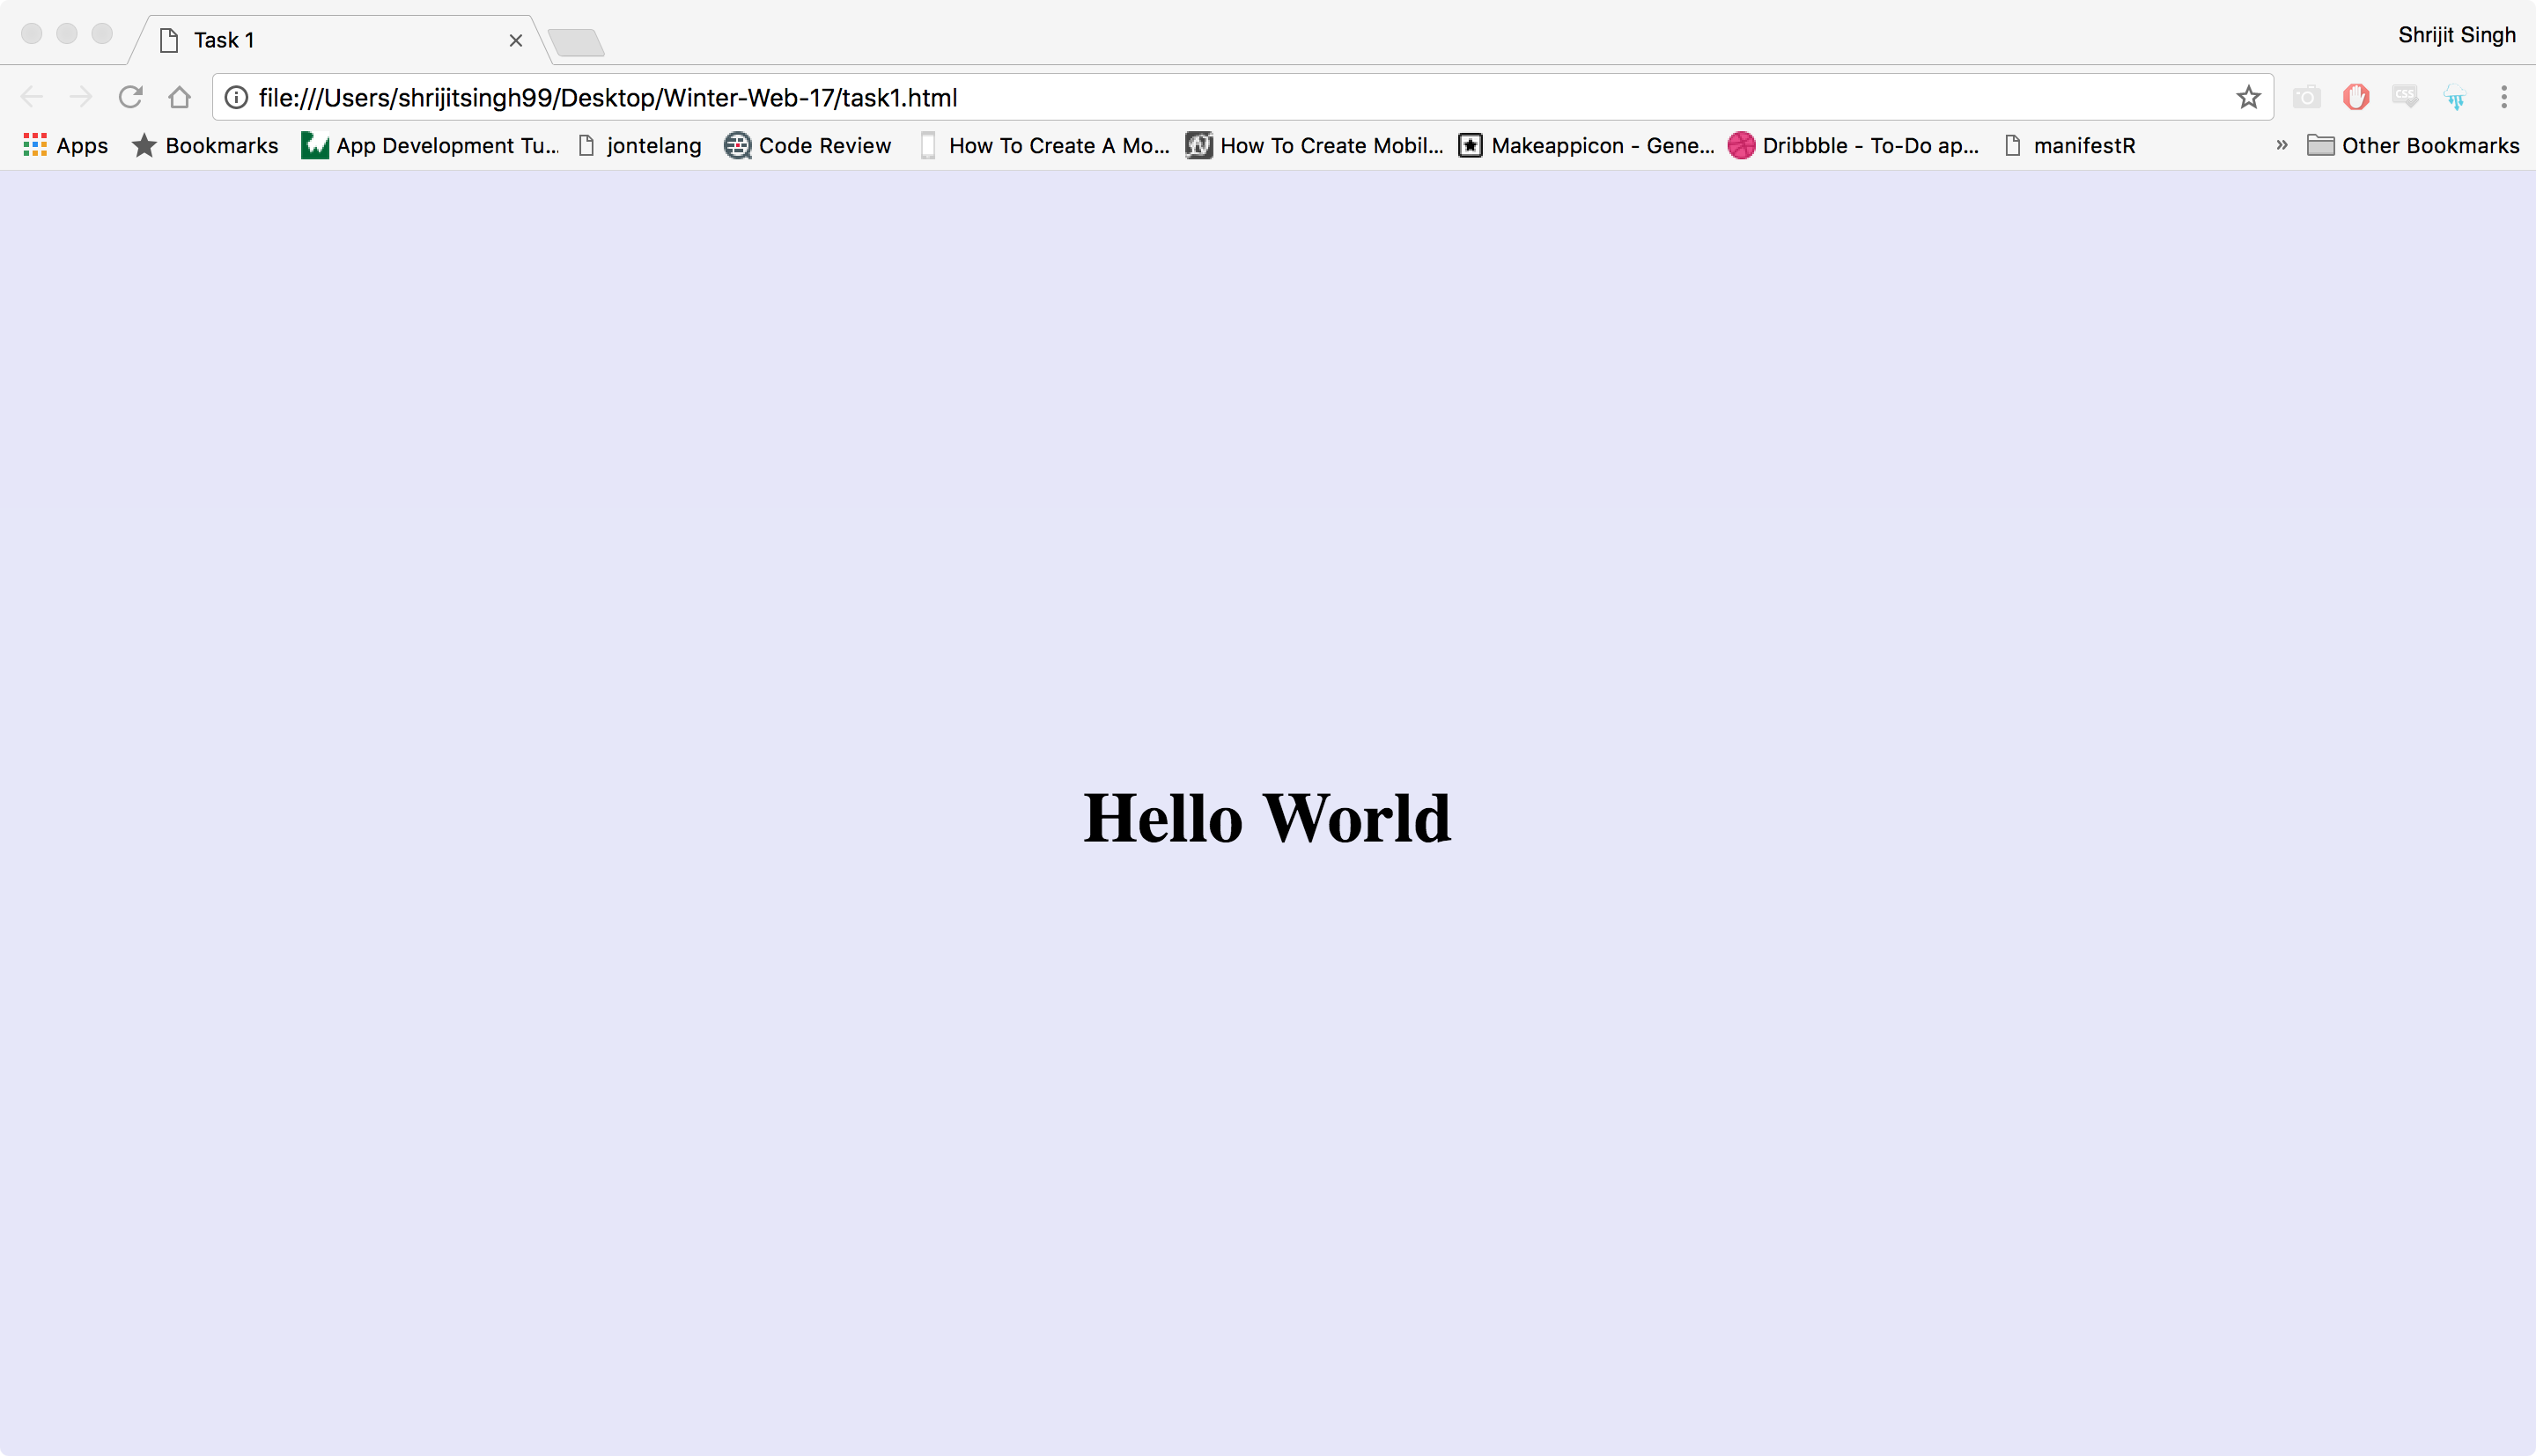 Task 1
Shrijit Singh
file:///Users/shrijitsingh99/Desktop/Winter-Web-17/task1.html
Apps Bookmarks App Development Tu... jontelang Code Review How To Create A Mo... How To Create Mobil... Makeappicon - Gene... Dribbble - To-Do ap... manifestR » Other Bookmarks
Hello World